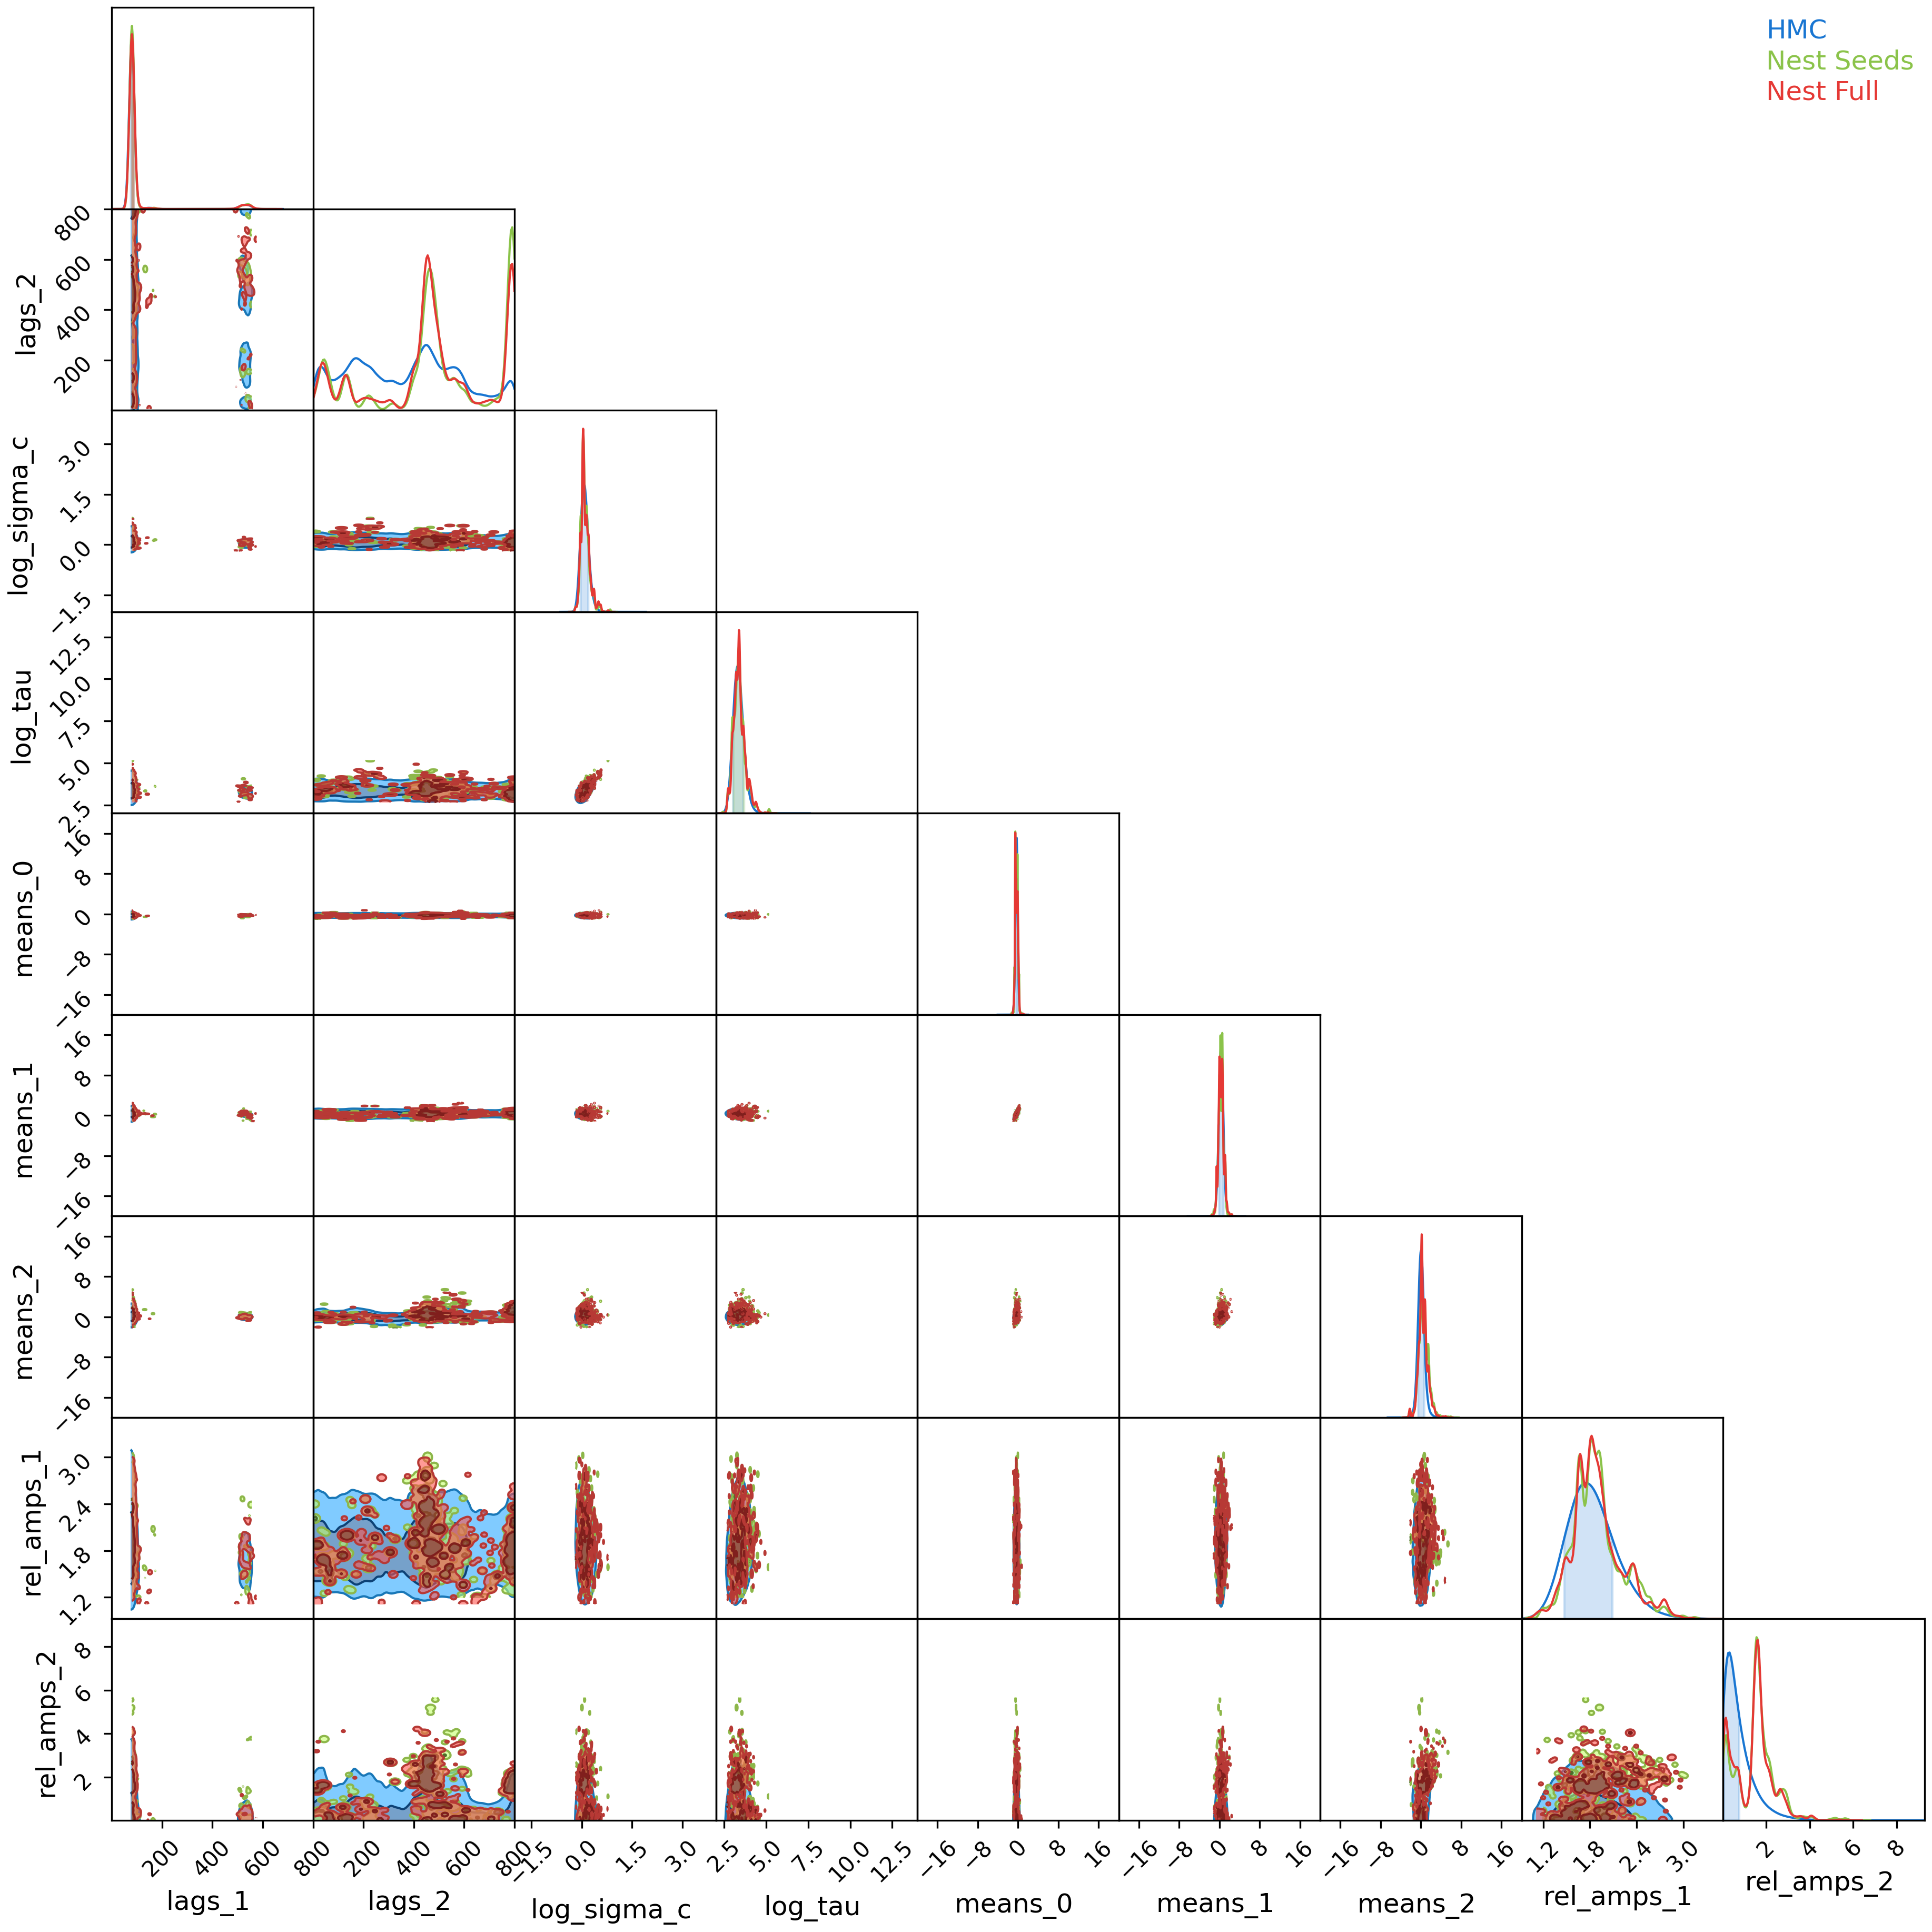 HMC
Nest Seeds
Nest Full
800
600
400
200
lags_2
3.0
1.5
0.0
−1.5
log_sigma_c
12.5
10.0
7.5
5.0
2.5
log_tau
16
8
0
−8
−16
means_0
16
8
0
−8
−16
means_1
16
8
0
−8
−16
means_2
3.0
2.4
1.8
1.2
rel_amps_1
8
6
4
2
rel_amps_2
200 400 600 800
200 400 600 800
−1.5 0.0 1.5 3.0
2.5 5.0 7.5 10.0 12.5
−16 −8 0 8 16
−16 −8 0 8 16
−16 −8 0 8 16
1.2 1.8 2.4 3.0
2 4 6 8
lags_1 lags_2 log_sigma_c log_tau means_0 means_1 means_2 rel_amps_1 rel_amps_2